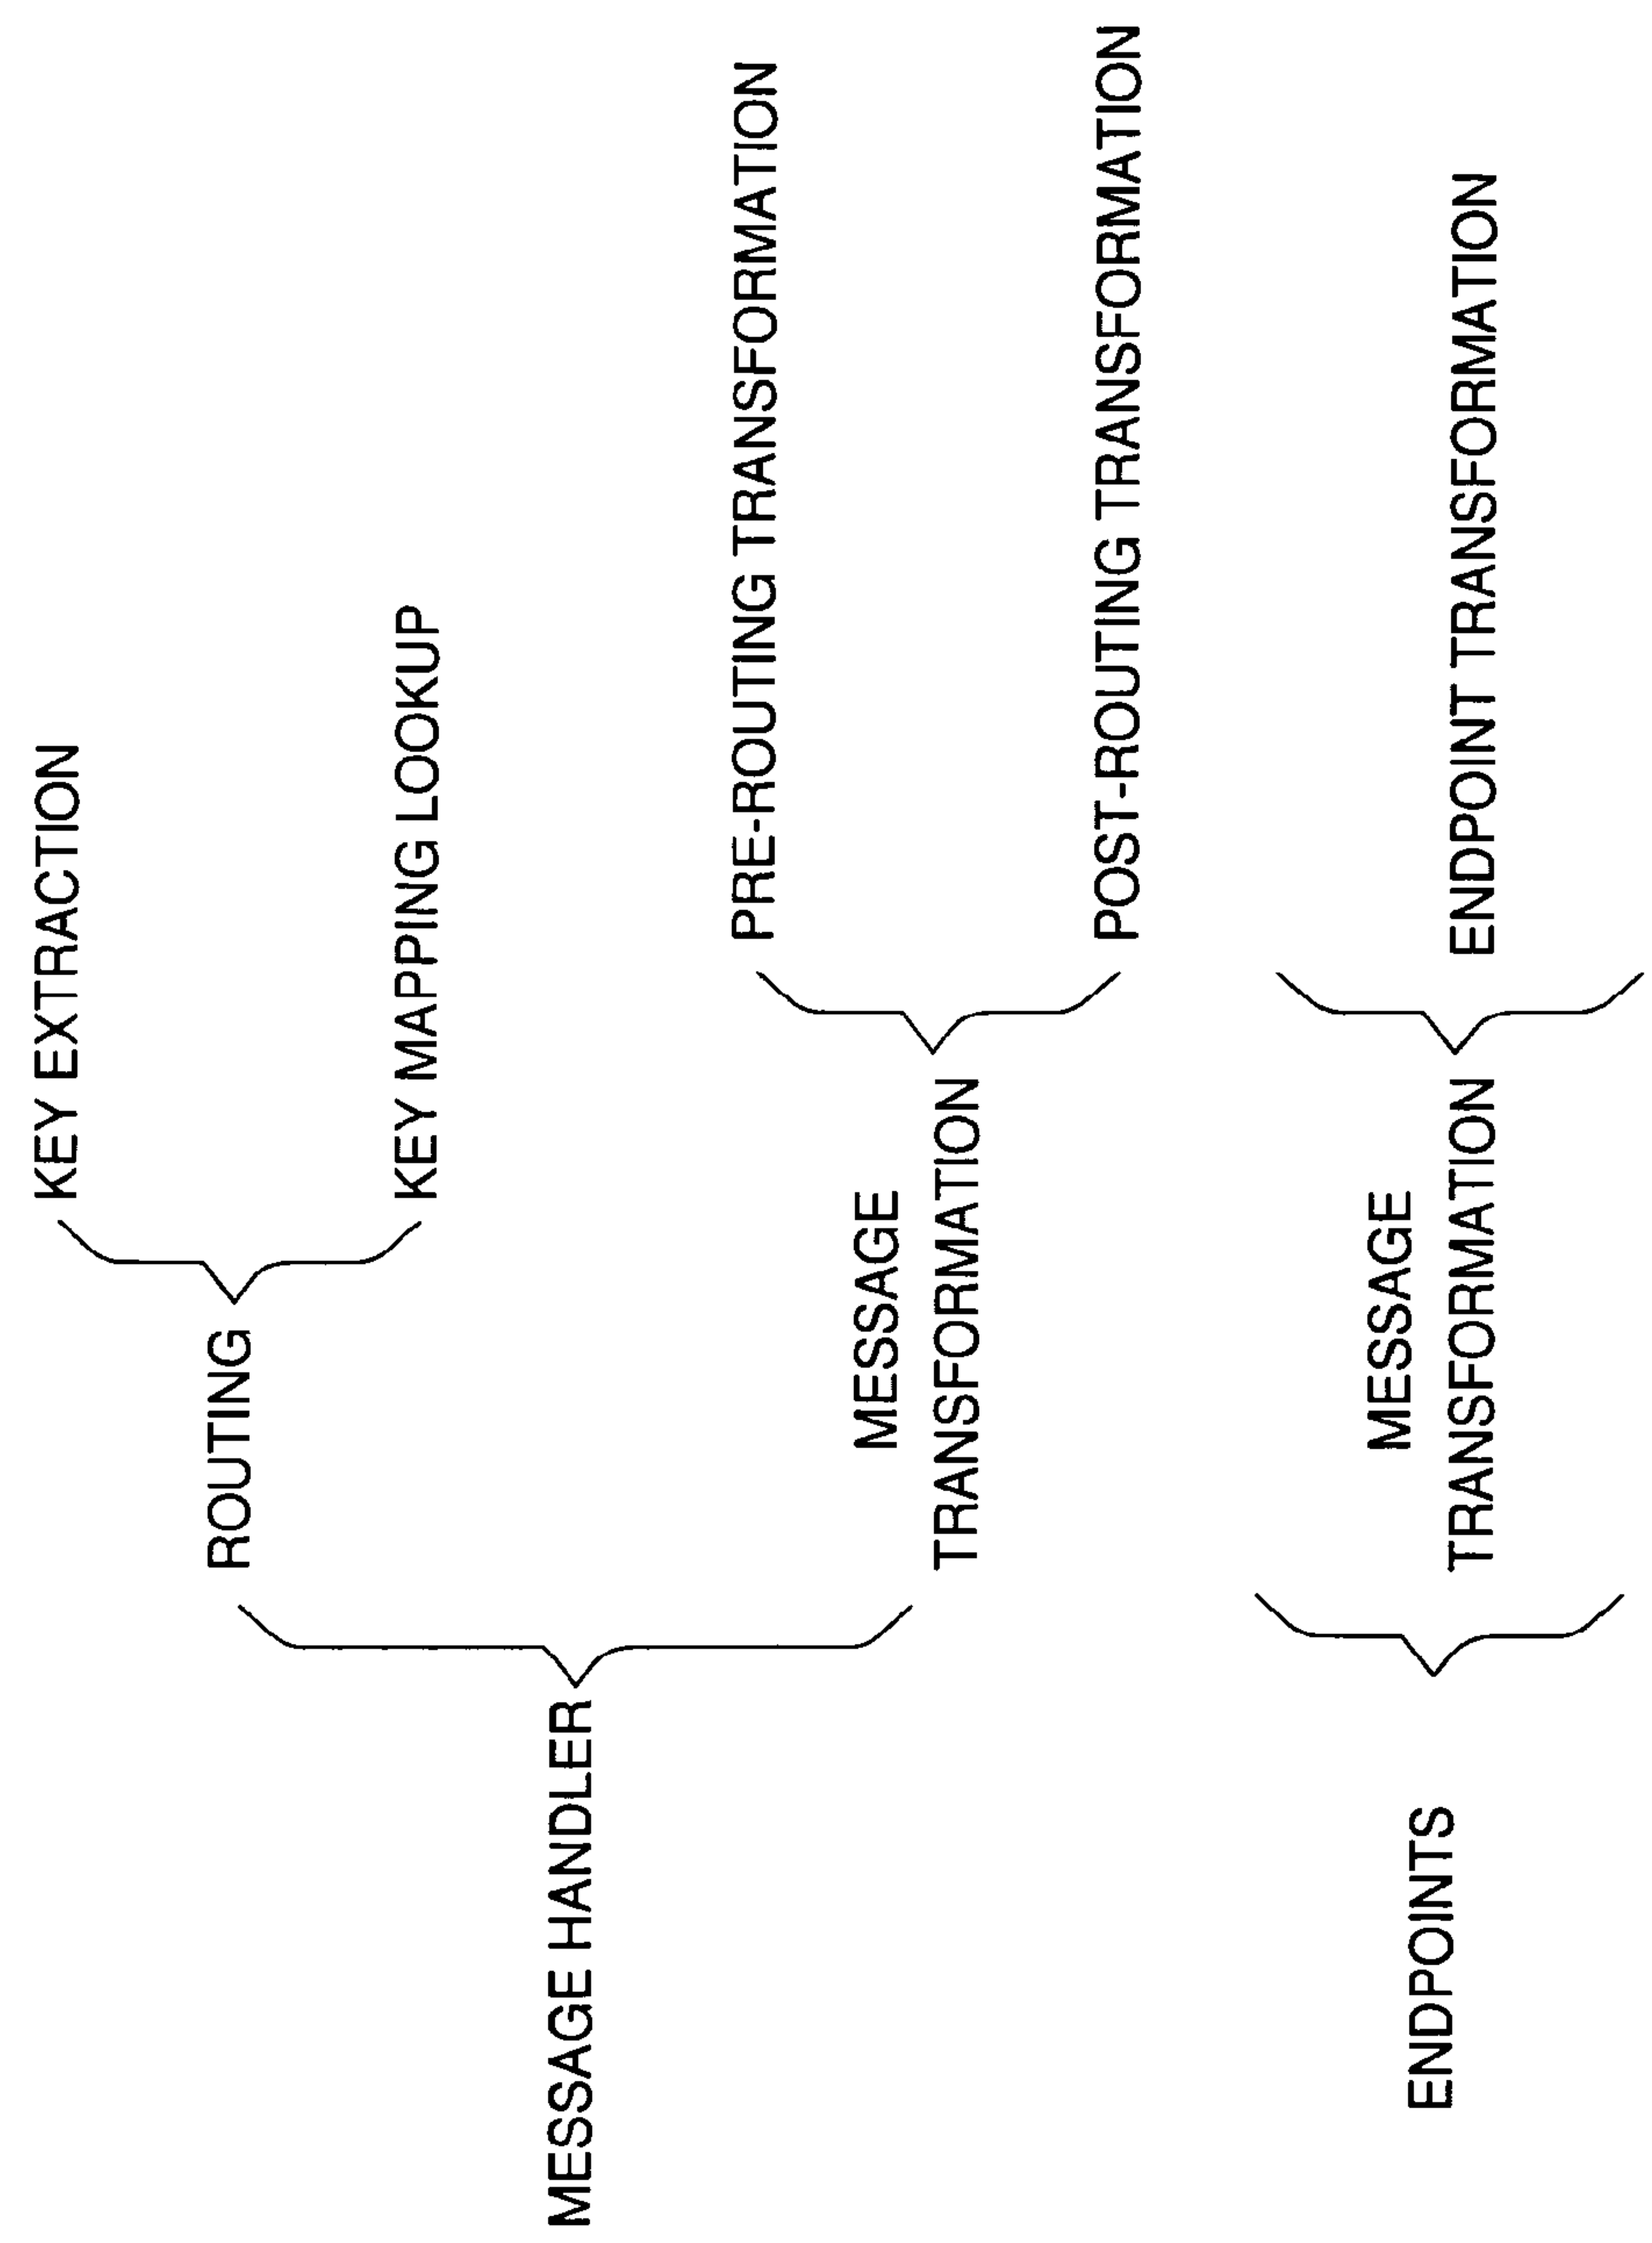 KEY EXTRACTION
ROUTING
KEY MAPPING LOOKUP
MESSAGE HANDLER
PRE-ROUTING TRANSFORMATION
MESSAGE
TRANSFORMATION
POST-ROUTING TRANSFORMATION
ENDPOINTS
MESSAGE
TRANSFORMATION
ENDPOINT TRANSFORMATION